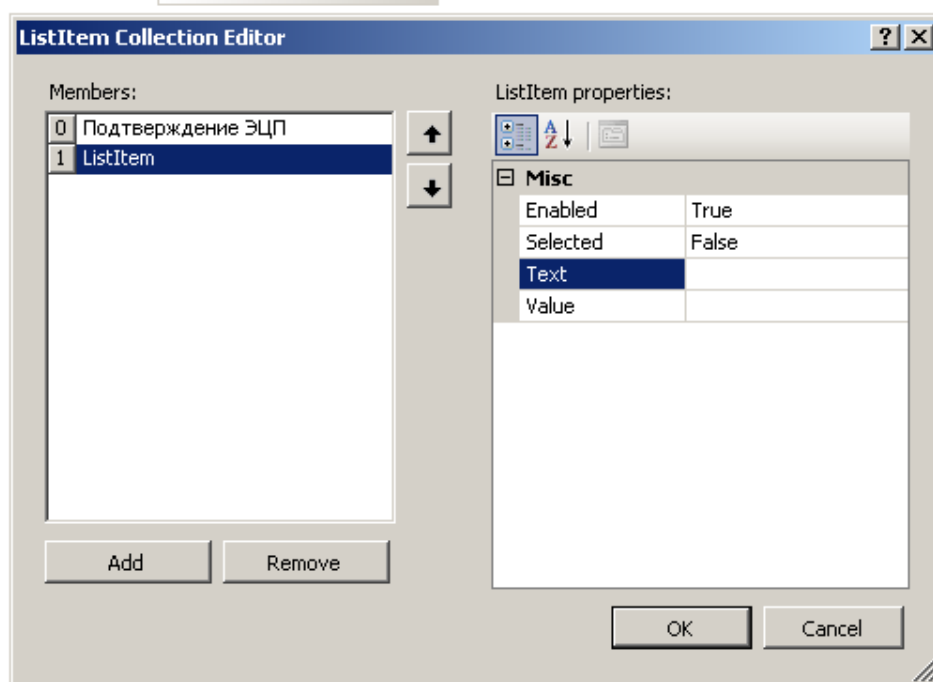 ListItem Collection Editor
Members:
0 Подтверждение ЭЦП
1 ListItem
Add Remove
ListItem properties:
Misc
Enabled True
Selected False
Text
Value
OK Cancel